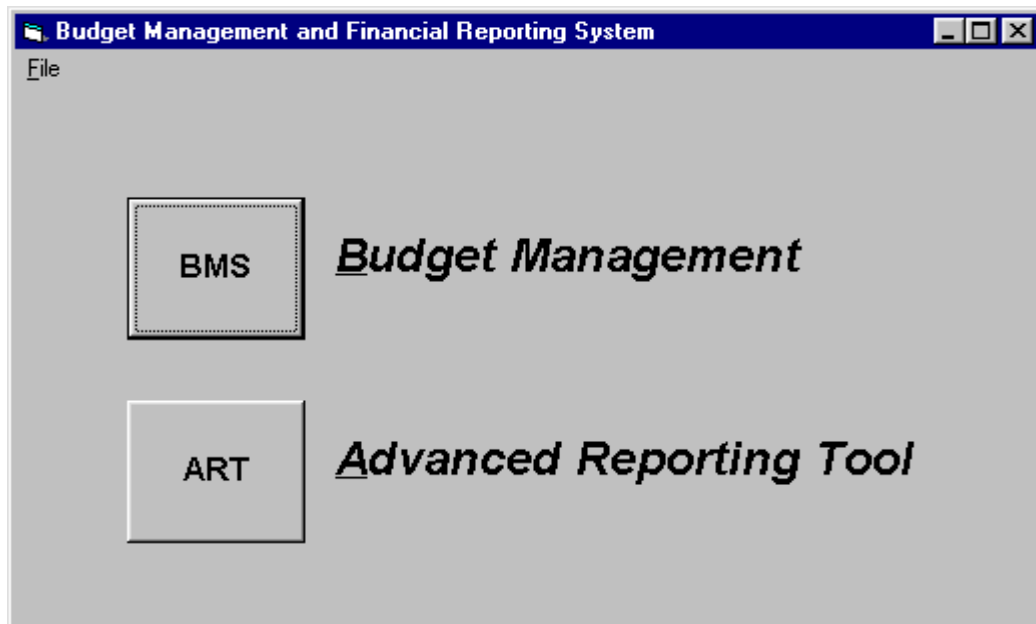 Budget Management and Financial Reporting System
File
BMS
Budget Management
ART
Advanced Reporting Tool